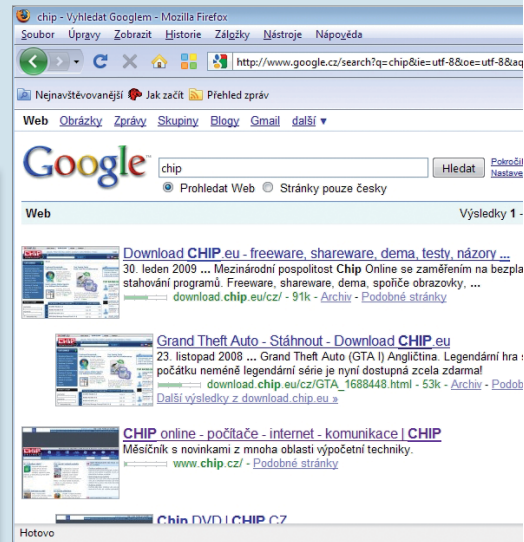 chip - Vyhledat Googlem - Mozilla Firefox
Soubor Úpravy Zobrazit Historie Záložky Nástroje Nápověda
http://www.google.cz/search?q=chip&ie=utf-8&oe=utf-8&aq
Nejnavštěvovanější Jak začít Přehled zpráv
Web Obrázky Zprávy Skupiny Blogy Gmail další ▼
Google™ chip Hledat Pokročil
Nastave
Prohledat Web Stránky pouze česky
Web Výsledky 1 -
Download CHIP.eu - freeware, shareware, dema, testy, názory ...
30. leden 2009 ... Mezinárodní pospolitost Chip Online se zaměřením na bezpla
stahování programů. Freeware, shareware, dema, spořiče obrazovky, ...
download.chip.eu/cz/ - 91k - Archiv - Podobné stránky
Grand Theft Auto - Stáhnout - Download CHIP.eu
23. listopad 2008 ... Grand Theft Auto (GTA I) Angličtina. Legendární hra s
počátku neméně legendární série je nyní dostupná zcela zdarma!
download.chip.eu/cz/GTA_1688448.html - 53k - Archiv - Podob
Další výsledky z download.chip.eu »
CHIP online - počítače - internet - komunikace | CHIP
Měsíčník s novinkami z mnoha oblasti výpočetní techniky.
www.chip.cz/ - Podobné stránky
Chip DVD | CHIP CZ
Hotovo